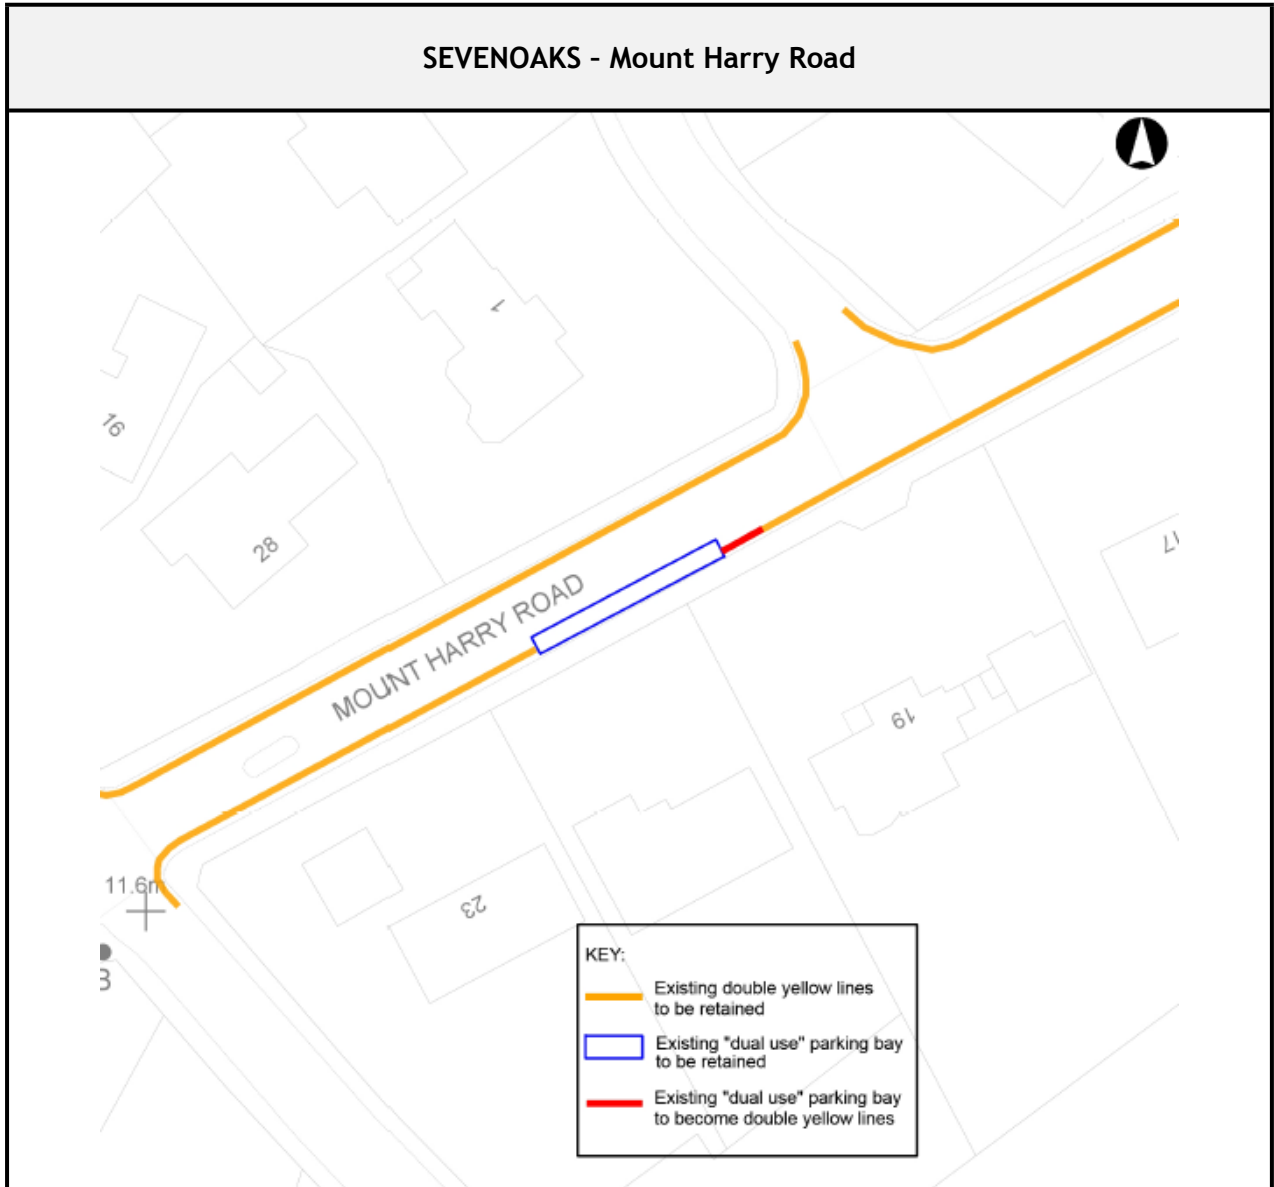 SEVENOAKS - Mount Harry Road
1
16
28
MOUNT HARRY ROAD
17
19
23
11.6m
KEY:
Existing double yellow lines
to be retained
Existing "dual use" parking bay
to be retained
Existing "dual use" parking bay
to become double yellow lines